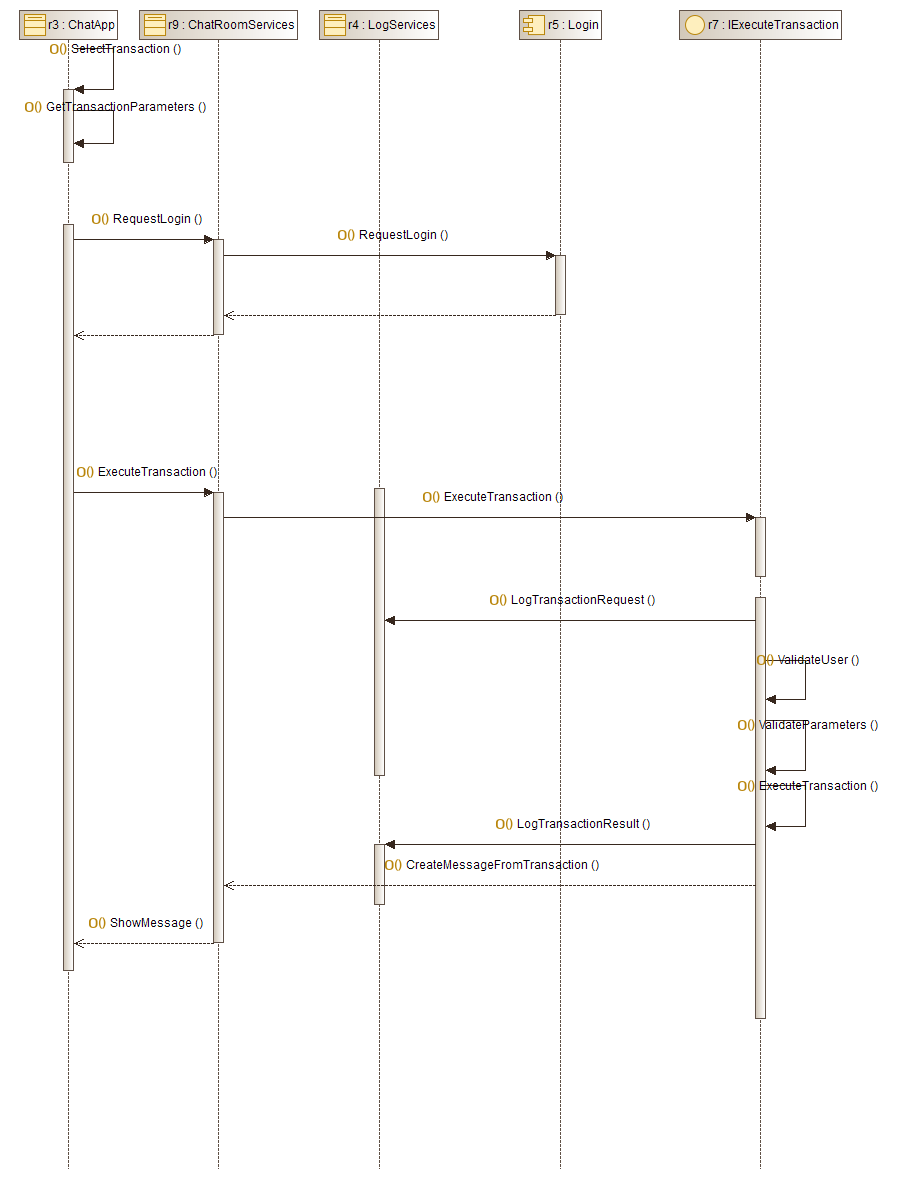 r3 : ChatApp
r9 : ChatRoomServices
r4 : LogServices
r5 : Login
r7 : IExecuteTransaction
O() SelectTransaction ()
O() GetTransactionParameters ()
O() RequestLogin ()
O() RequestLogin ()
O() ExecuteTransaction ()
O() ExecuteTransaction ()
O() LogTransactionRequest ()
O() ValidateUser ()
O() ValidateParameters ()
O() ExecuteTransaction ()
O() LogTransactionResult ()
O() CreateMessageFromTransaction ()
O() ShowMessage ()